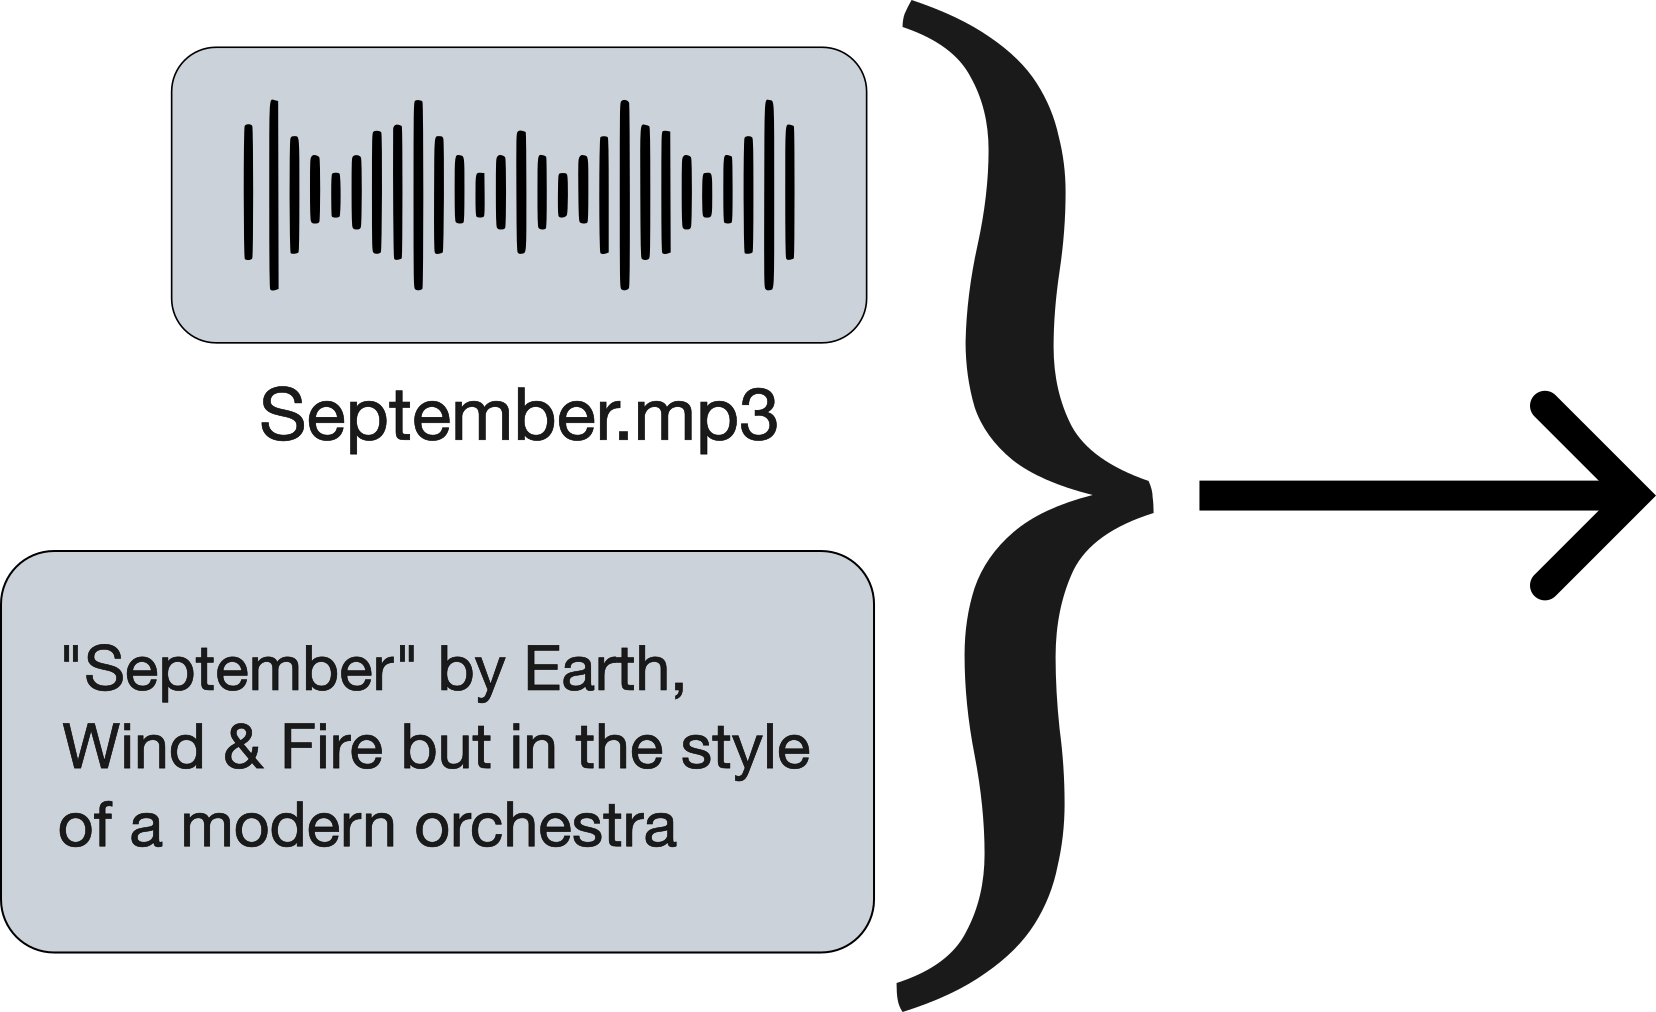 September.mp3
"September" by Earth,
Wind & Fire but in the style
of a modern orchestra